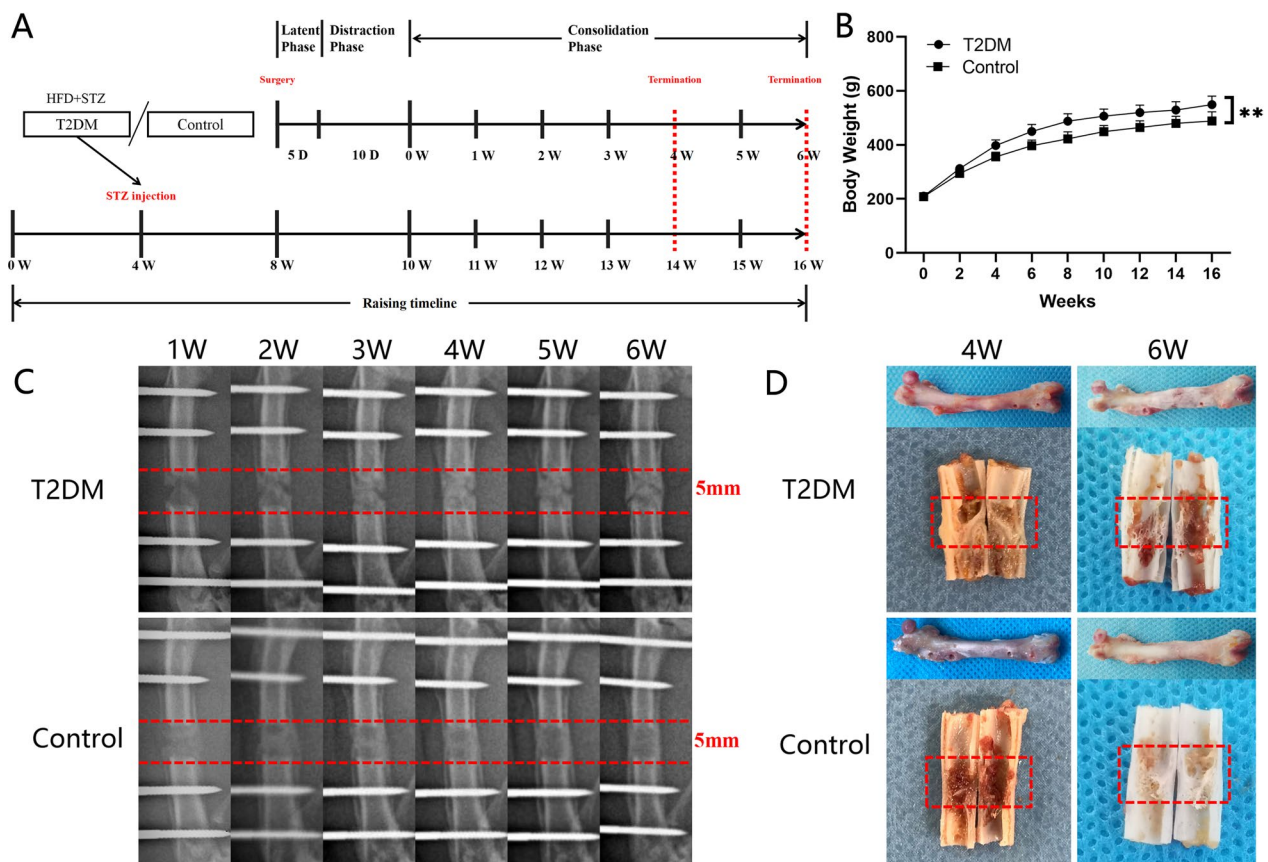 A
Latent Phase
Distraction Phase
Consolidation Phase
Surgery
Termination
Termination
HFD+STZ
T2DM
Control
5 D
10 D
0 W
1 W
2 W
3 W
4 W
5 W
6 W
STZ injection
0 W
4 W
8 W
10 W
11 W
12 W
13 W
14 W
15 W
16 W
Raising timeline
B
T2DM
Control
Body Weight (g)
800
600
400
200
0
**
0 2 4 6 8 10 12 14 16
Weeks
C
1W 2W 3W 4W 5W 6W
T2DM
5mm
Control
5mm
D
4W 6W
T2DM
Control